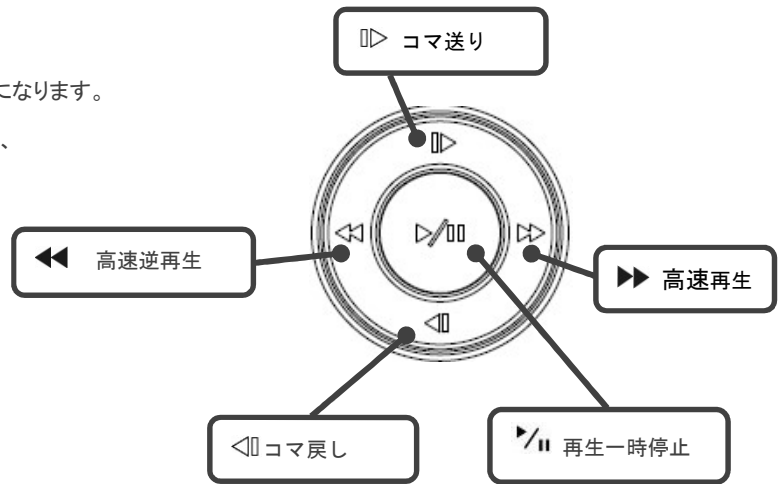 コマ送り
になります。
、
高速逆再生
高速再生
コマ戻し
再生一時停止